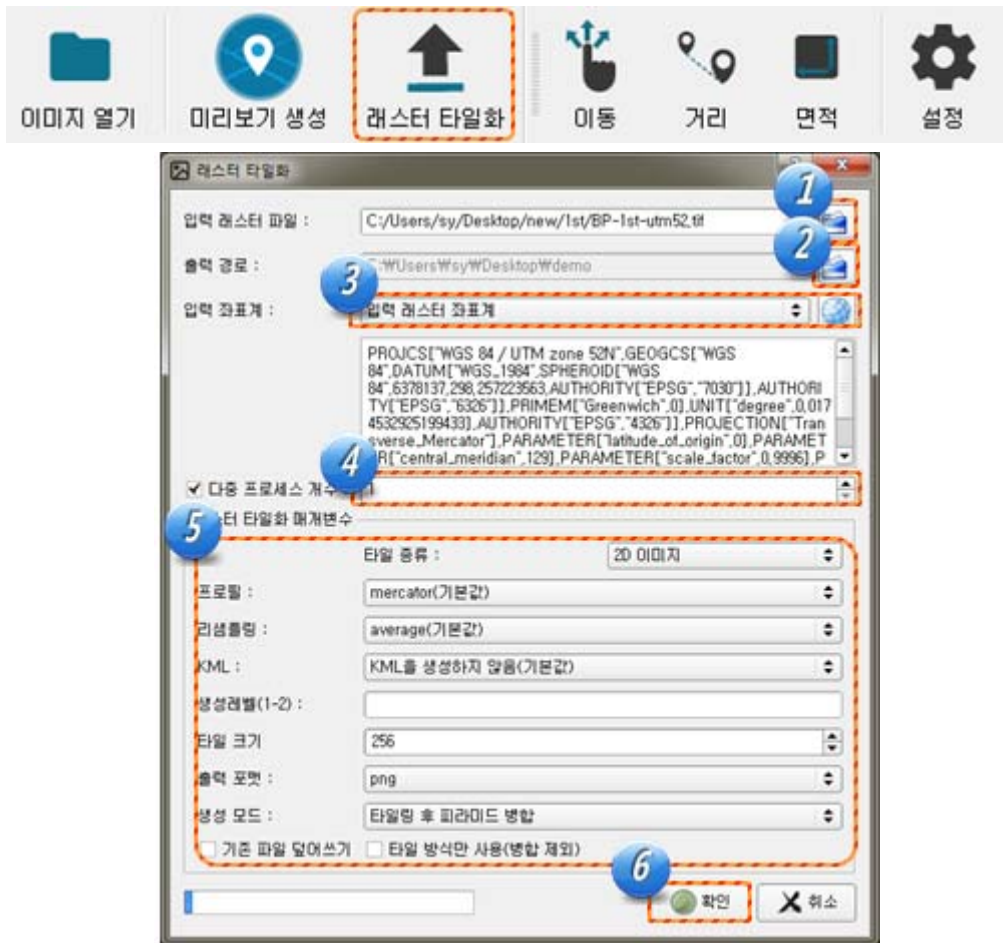 이미지 열기
미리보기 생성
래스터 타일화
이동
거리
면적
설정
래스터 타일화
1
입력 래스터 파일 :
C:/Users/sy/Desktop/new/1st/BP-1st-utm52.tif
2
출력 경로 :
:₩Users₩sy₩Desktop₩demo
3
입력 좌표계 :
입력 래스터 좌표계
PROJCS["WGS 84 / UTM zone 52N",GEOGCS["WGS
84",DATUM["WGS_1984",SPHEROID["WGS
84",6378137,298.257223563,AUTHORITY["EPSG","7030"]],AUTHORI
TY["EPSG","6326"]],PRIMEM["Greenwich",0],UNIT["degree",0.017
4532925199433],AUTHORITY["EPSG","4326"]],PROJECTION["Tran
sverse_Mercator"],PARAMETER["latitude_of_origin",0],PARAMET
ER["central_meridian",129],PARAMETER["scale_factor",0.9996],P
4
다중 프로세스 개수
1
5
스터 타일화 매개변수
타일 종류 :
2D 이미지
프로필 :
mercator(기본값)
리샘플링 :
average(기본값)
KML :
KML을 생성하지 않음(기본값)
생성레벨(1-2) :
타일 크기
256
출력 포맷 :
png
생성 모드 :
타일링 후 피라미드 병합
기존 파일 덮어쓰기
타일 방식만 사용(병합 제외)
6
확인
취소